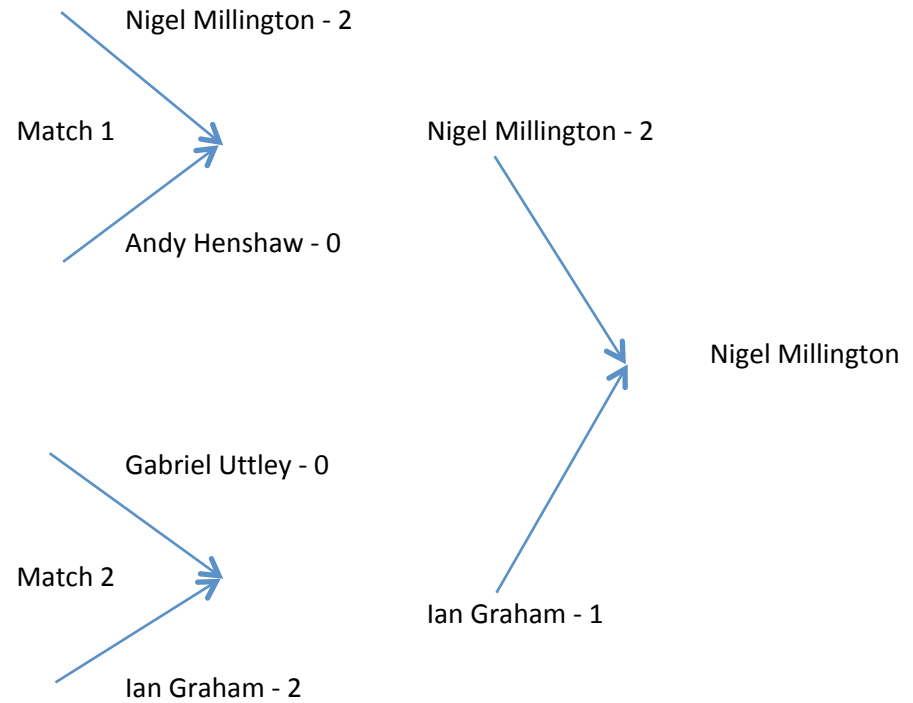 Nigel Millington - 2
Match 1
Nigel Millington - 2
Andy Henshaw - 0
Nigel Millington
Gabriel Uttley - 0
Match 2
Ian Graham - 1
Ian Graham - 2